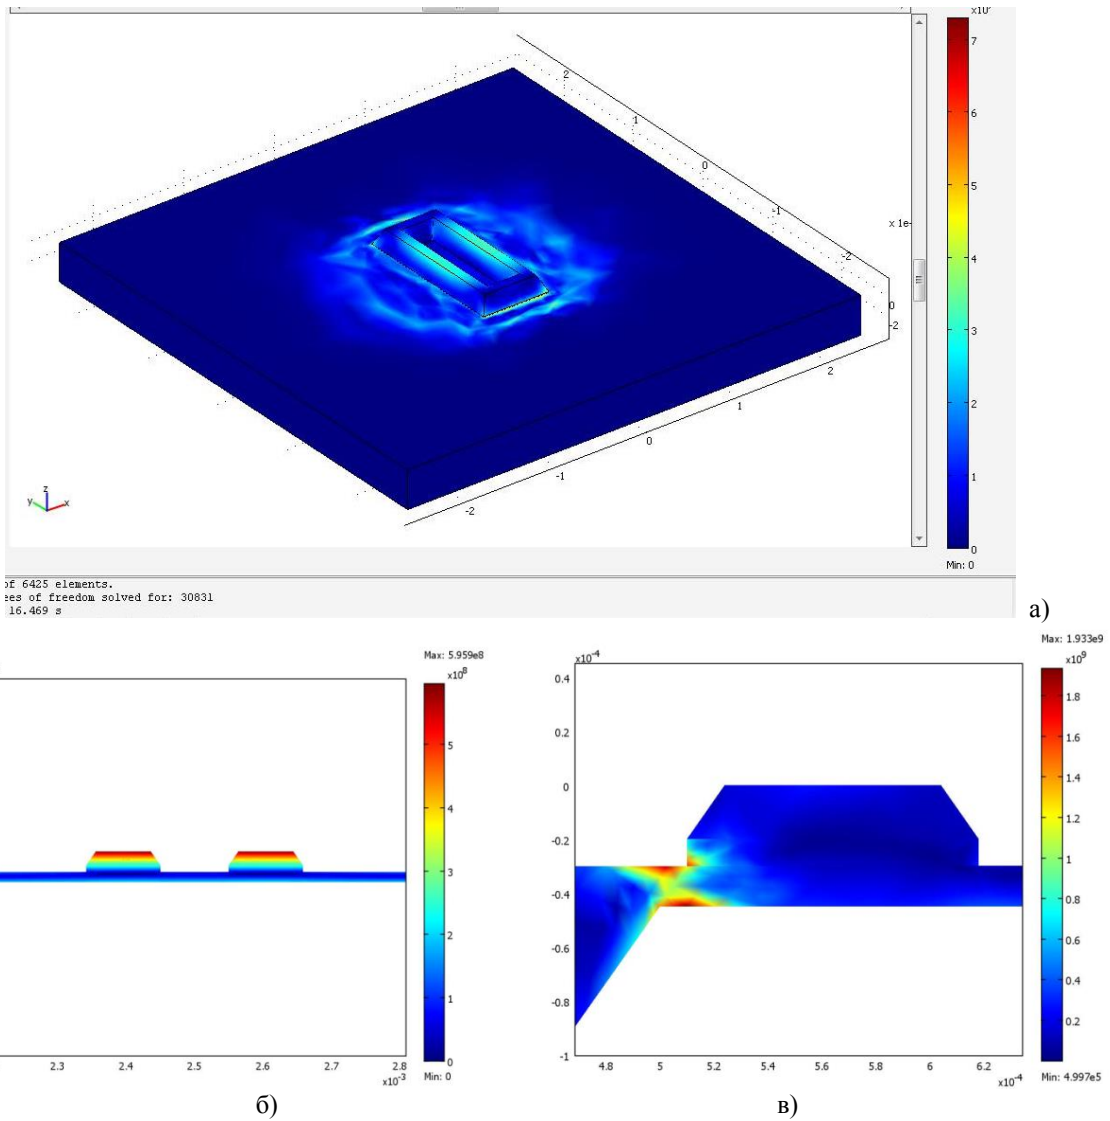 x10
7
6
5
4
3
2
1
0
Min: 0
2
1
0
-1
-2
x 1e-
0
-2
2
1
0
-1
-2
z
y
x
of 6425 elements.
ees of freedom solved for: 30831
16.469 s
а)
Max: 5.959e8
x10⁸
5
4
3
2
1
0
Min: 0
2.3 2.4 2.5 2.6 2.7 2.8
x10⁻³
б)
Max: 1.933e9
x10⁹
1.8
1.6
1.4
1.2
1
0.8
0.6
0.4
0.2
Min: 4.997e5
x10⁻⁴
0.4
0.2
0
-0.2
-0.4
-0.6
-0.8
-1
4.8 5 5.2 5.4 5.6 5.8 6 6.2
x10⁻⁴
в)